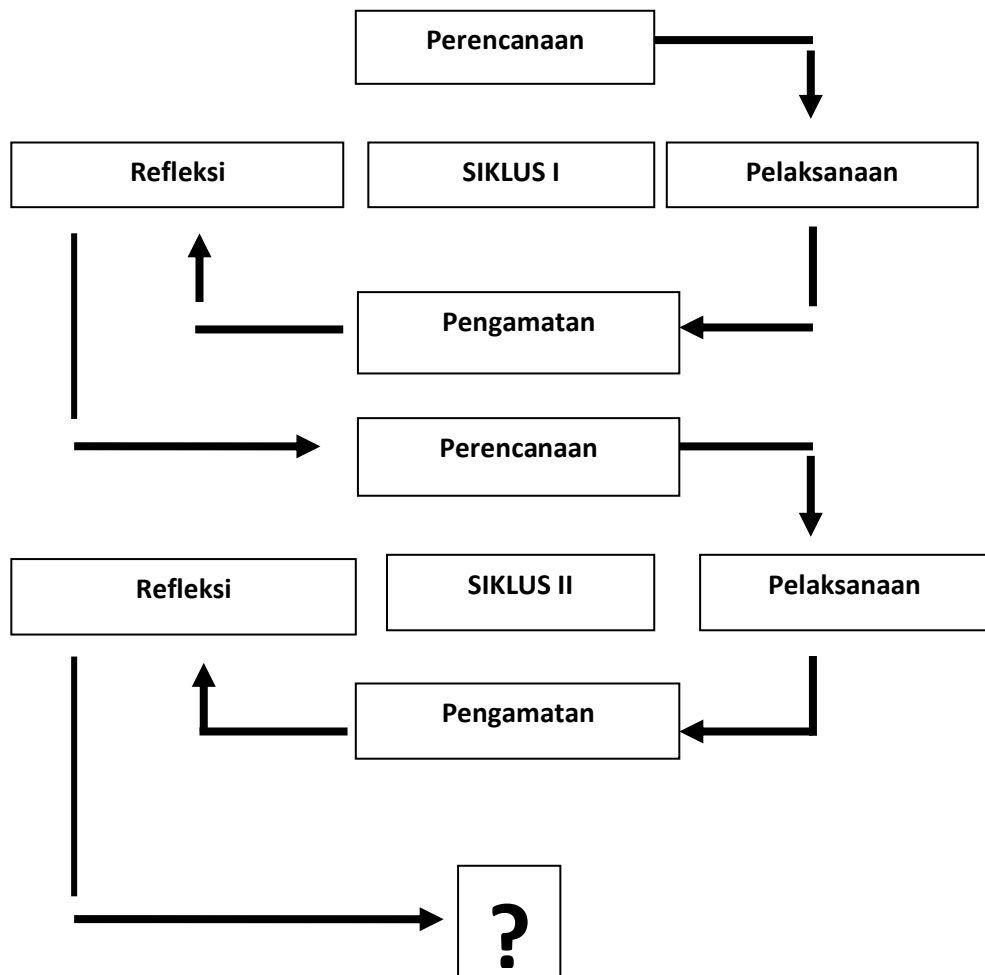 Perencanaan
Refleksi
SIKLUS I
Pelaksanaan
Pengamatan
Perencanaan
Refleksi
SIKLUS II
Pelaksanaan
Pengamatan
?